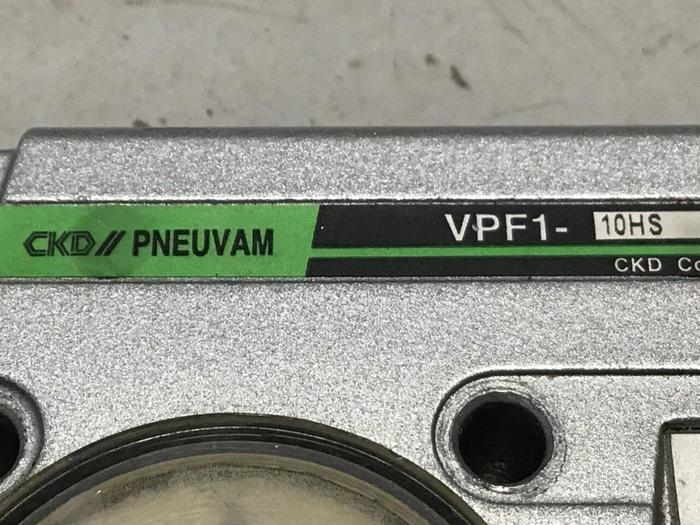 CKD// PNEUVAM VPF1- 10HS
CKD Co